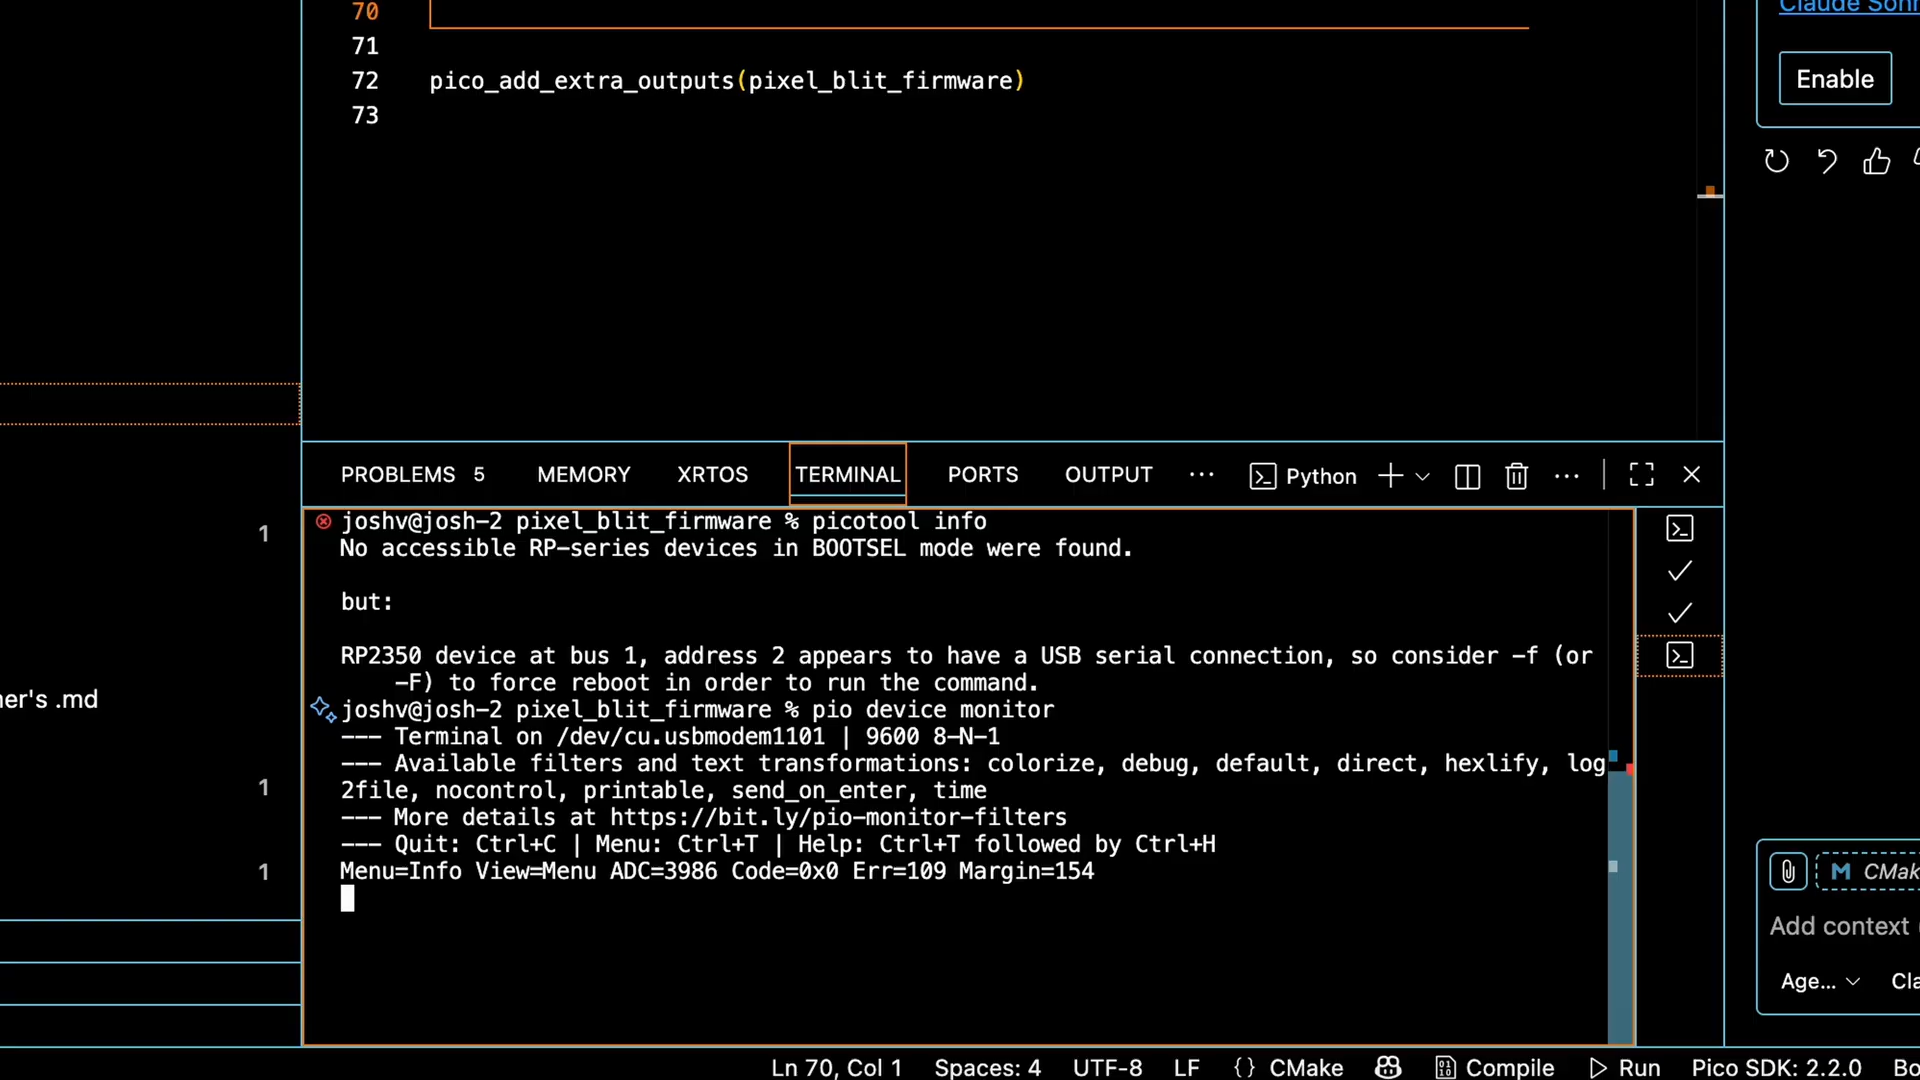 70
Claude Sonn
71
72 pico_add_extra_outputs(pixel_blit_firmware)
73
Enable
PROBLEMS 5 MEMORY XRTOS TERMINAL PORTS OUTPUT ··· Python
joshv@josh-2 pixel_blit_firmware % picotool info
No accessible RP-series devices in BOOTSEL mode were found.
but:
RP2350 device at bus 1, address 2 appears to have a USB serial connection, so consider -f (or
-F) to force reboot in order to run the command.
joshv@josh-2 pixel_blit_firmware % pio device monitor
--- Terminal on /dev/cu.usbmodem1101 | 9600 8-N-1
--- Available filters and text transformations: colorize, debug, default, direct, hexlify, log
2file, nocontrol, printable, send_on_enter, time
--- More details at https://bit.ly/pio-monitor-filters
--- Quit: Ctrl+C | Menu: Ctrl+T | Help: Ctrl+T followed by Ctrl+H
Menu=Info View=Menu ADC=3986 Code=0x0 Err=109 Margin=154
1
ner's .md
1
1
CMak
Add context
Age...
Cla
Ln 70, Col 1 Spaces: 4 UTF-8 LF {} CMake Compile Run Pico SDK: 2.2.0 Bo